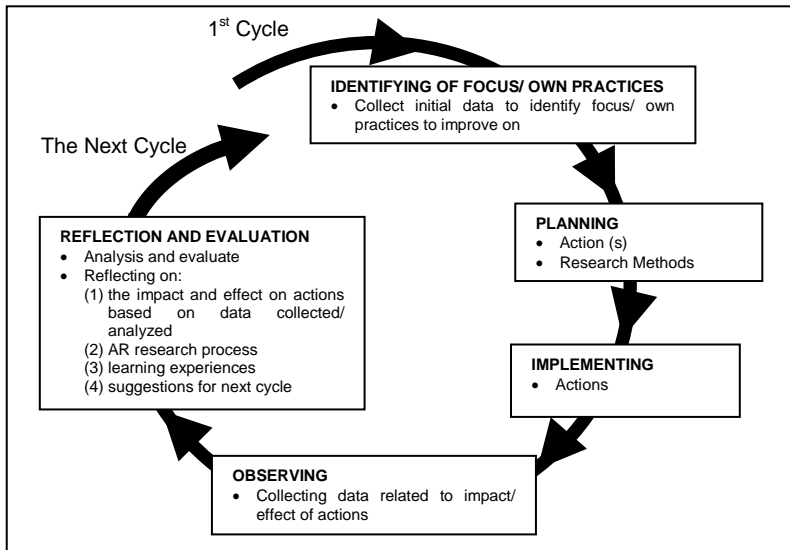 1st Cycle
IDENTIFYING OF FOCUS/ OWN PRACTICES
• Collect initial data to identify focus/ own
practices to improve on
PLANNING
• Action (s)
• Research Methods
IMPLEMENTING
• Actions
OBSERVING
• Collecting data related to impact/
effect of actions
REFLECTION AND EVALUATION
• Analysis and evaluate
• Reflecting on:
(1) the impact and effect on actions
based on data collected/
analyzed
(2) AR research process
(3) learning experiences
(4) suggestions for next cycle
The Next Cycle